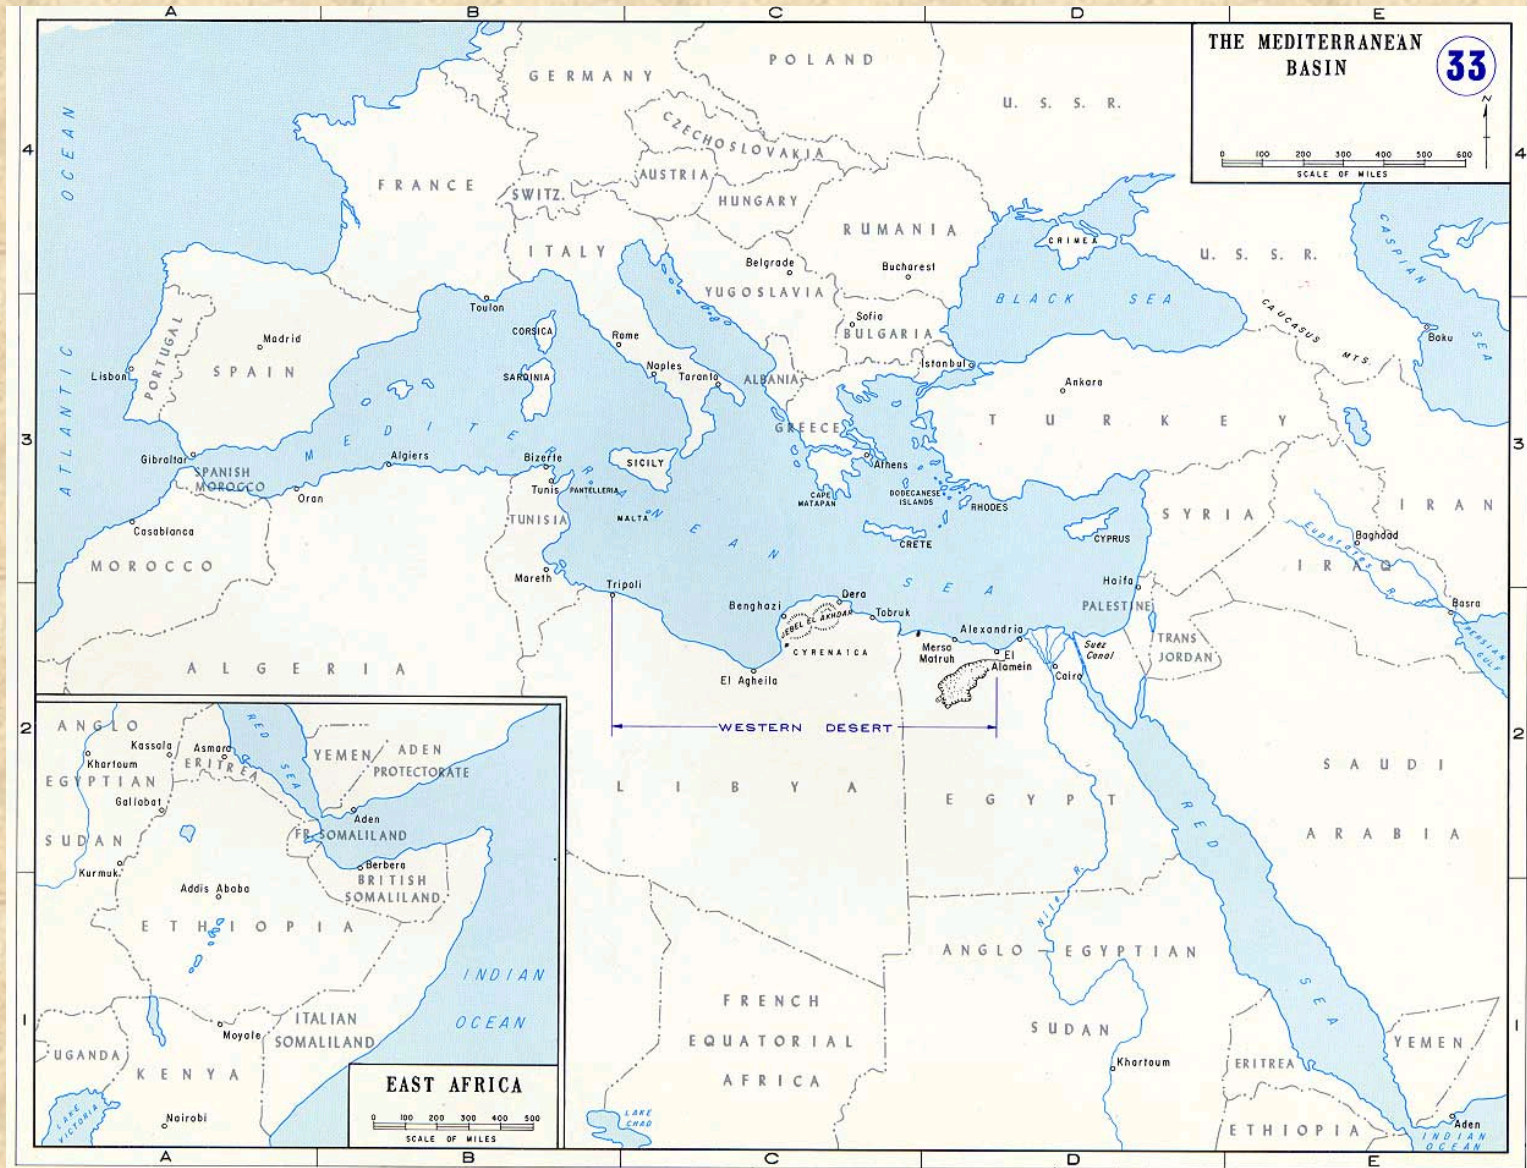 A B C D E
THE MEDITERRANEAN
BASIN
33
N
0 100 200 300 400 500 600
SCALE OF MILES
4
4
3
3
2
2
1
1
ATLANTIC OCEAN
GERMANY
POLAND
U. S. S. R.
CZECHOSLOVAKIA
FRANCE
SWITZ.
AUSTRIA
HUNGARY
ITALY
RUMANIA
CRIMEA
U. S. S. R.
CASPIAN SEA
Belgrade
Bucharest
YUGOSLAVIA
BLACK SEA
Toulon
CORSICA
Rome
Sofia
BULGARIA
CAUCASUS MTS.
Baku
PORTUGAL
Madrid
Lisbon
SPAIN
SARDINIA
Naples
Taranto
ALBANIA
Istanbul
Ankara
TURKEY
GREECE
MEDITERRANEAN SEA
Gibraltar
SPANISH
MOROCCO
Oran
Algiers
Bizerte
Tunis
PANTELLERIA
SICILY
Athens
CAPE
MATAPAN
DODECANESE
ISLANDS
RHODES
SYRIA
IRAN
Casablanca
TUNISIA
MALTA
CRETE
CYPRUS
Baghdad
Euphrates R.
IRAQ
MOROCCO
Mareth
Tripoli
Haifa
PALESTINE
Basra
PERSIAN
GULF
Benghazi
Dera
Tobruk
JEBEL EL AKHDAR
CYRENAICA
Mersa
Matruh
Alexandria
El
Alamein
Suez
Canal
Cairo
TRANS
JORDAN
ALGERIA
El Agheila
WESTERN DESERT
LIBYA
EGYPT
RED SEA
SAUDI
ARABIA
Nile R.
ANGLO - EGYPTIAN
SUDAN
Khartoum
FRENCH
EQUATORIAL
AFRICA
LAKE
CHAD
ERITREA
YEMEN
ETHIOPIA
Aden
INDIAN
OCEAN
ANGLO
Kassala
Asmara
RED SEA
YEMEN
ADEN
PROTECTORATE
Khartoum
ERITREA
EGYPTIAN
Gallabat
Aden
SUDAN
FR. SOMALILAND
Kurmuk
Berbera
BRITISH
SOMALILAND
Addis Ababa
ETHIOPIA
INDIAN
OCEAN
ITALIAN
SOMALILAND
Moyale
UGANDA
KENYA
LAKE
VICTORIA
Nairobi
EAST AFRICA
0 100 200 300 400 500
SCALE OF MILES
A B C D E